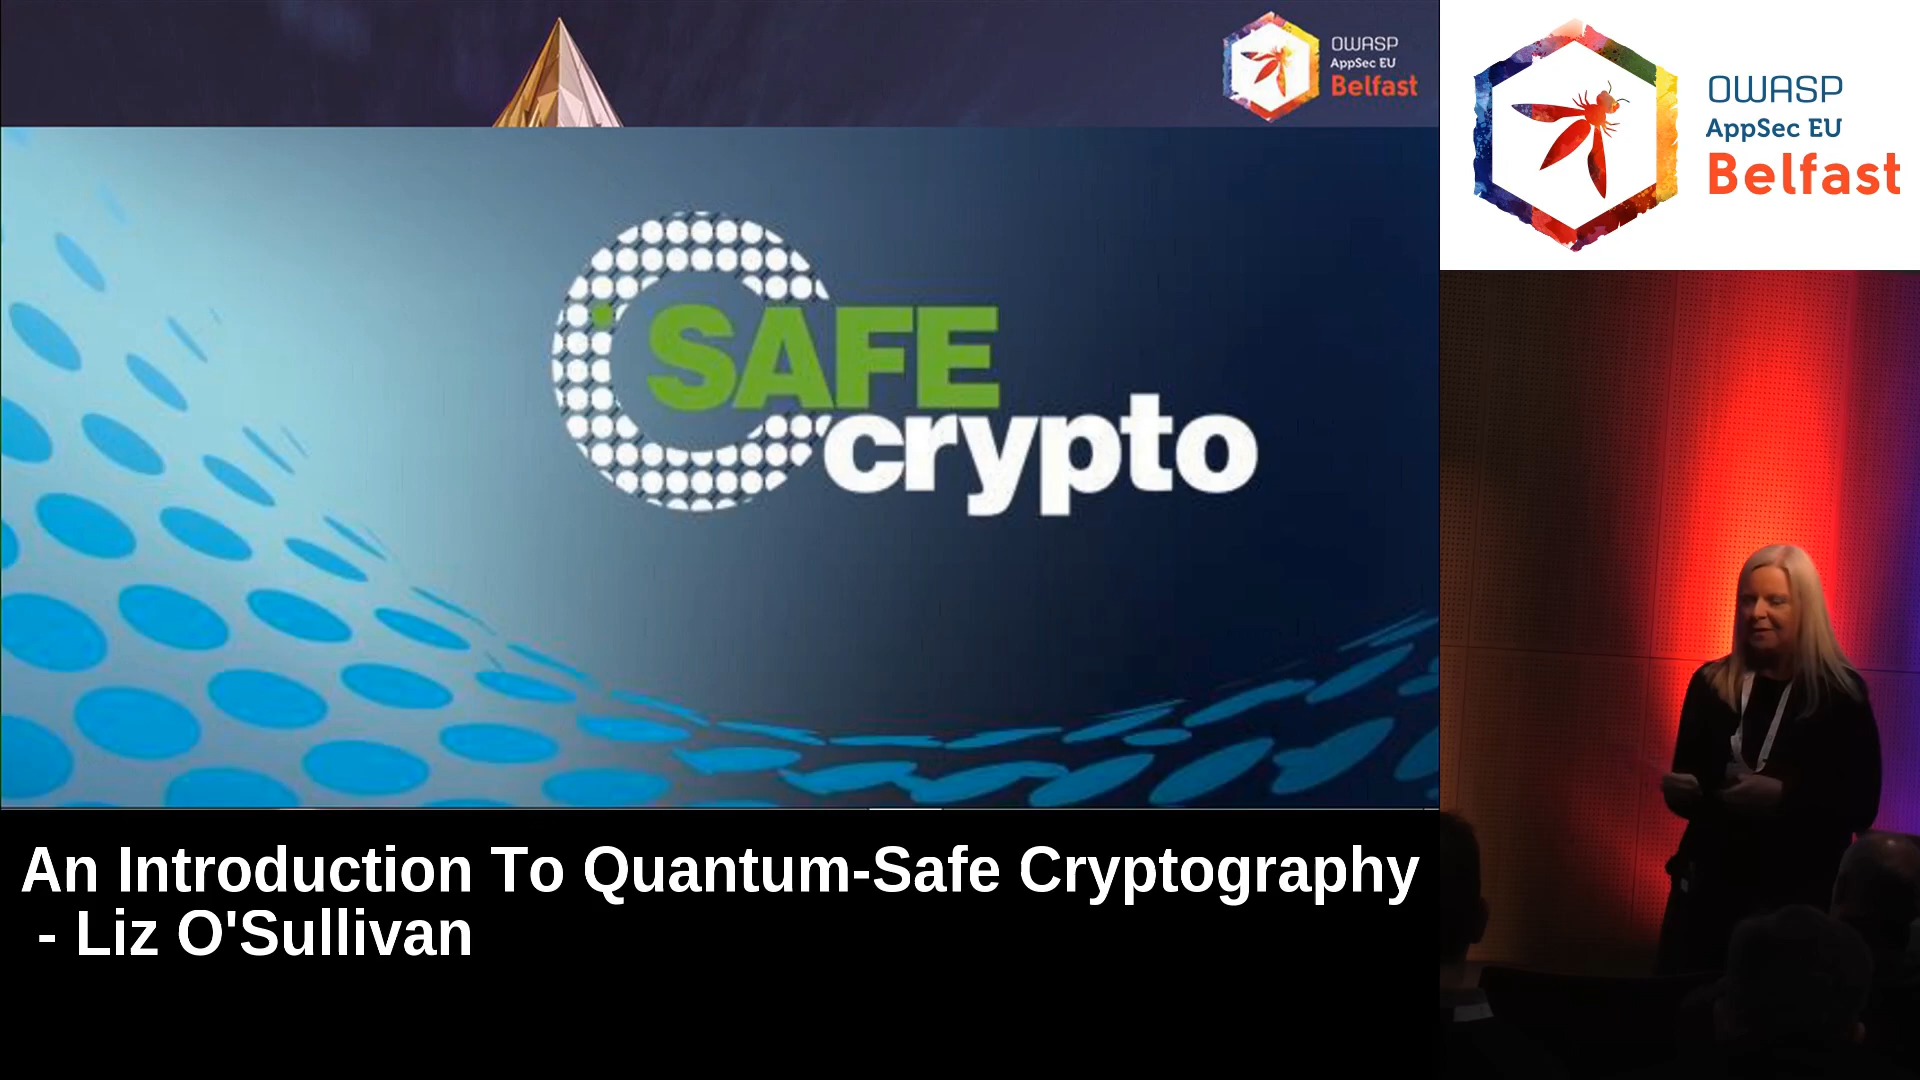 OWASP
AppSec EU
Belfast
OWASP
AppSec EU
Belfast
SAFE
crypto
An Introduction To Quantum-Safe Cryptography
- Liz O'Sullivan